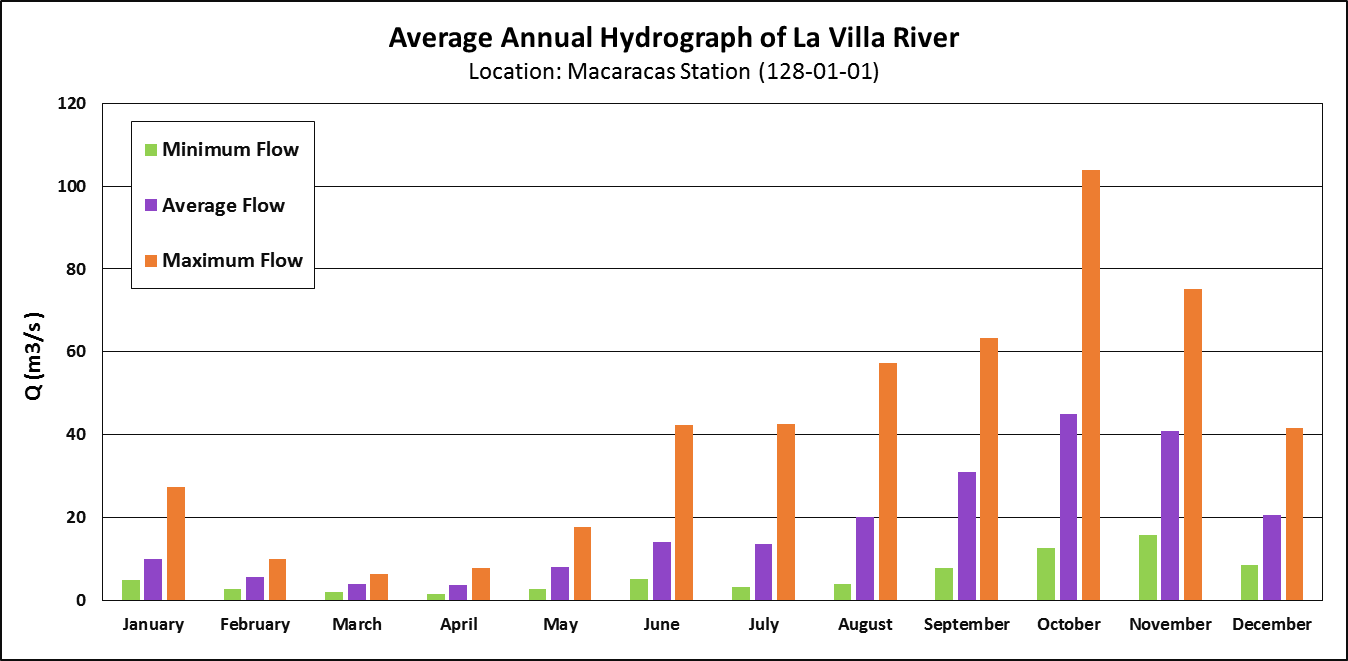 Average Annual Hydrograph of La Villa River
Location: Macaracas Station (128-01-01)
Q (m3/s)
120
100
80
60
40
20
0
Minimum Flow
Average Flow
Maximum Flow
January February March April May June July August September October November December